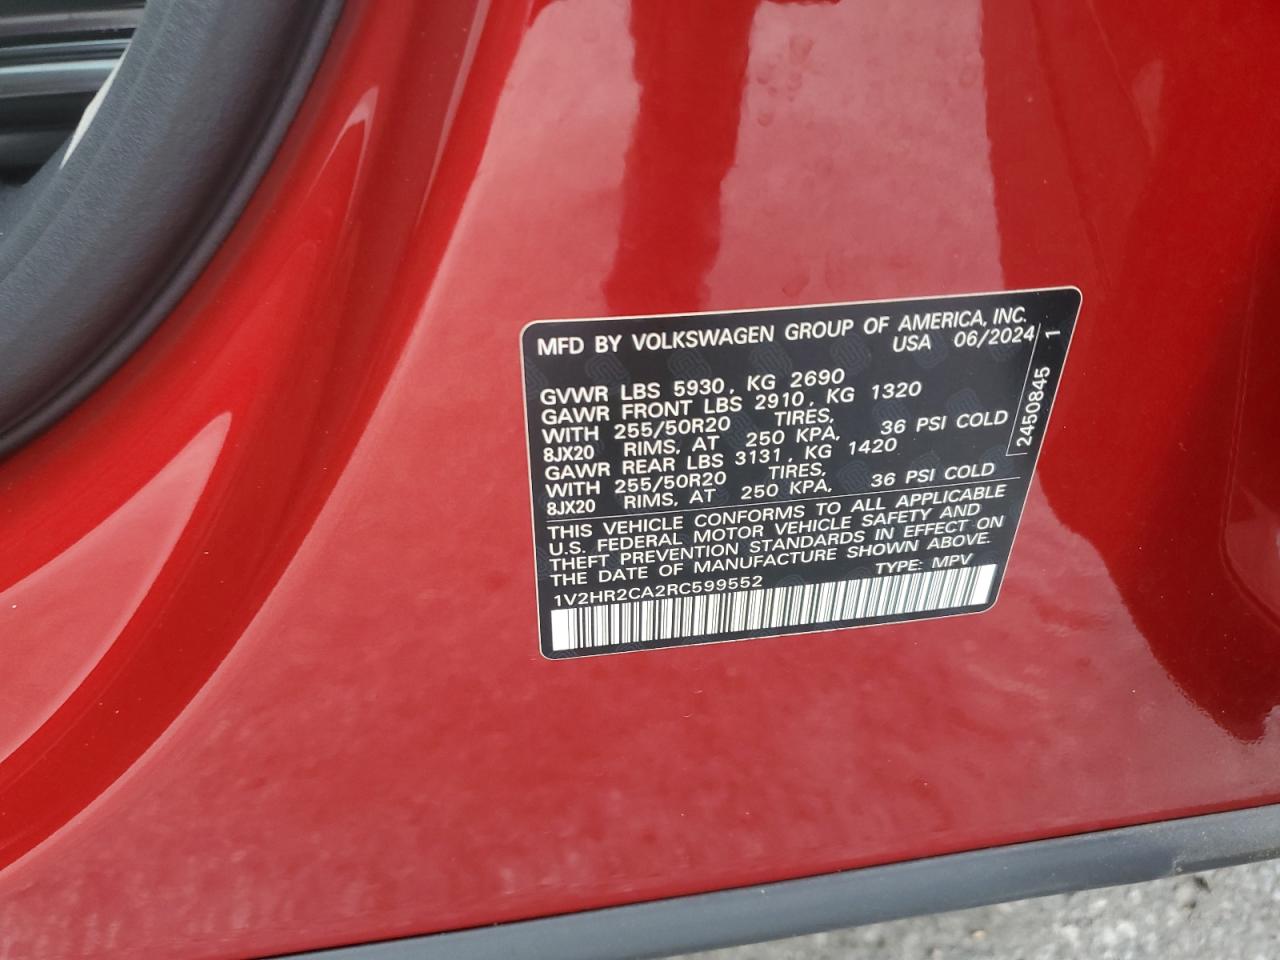 MFD BY VOLKSWAGEN GROUP OF AMERICA, INC.
USA 06/2024
GVWR LBS 5930, KG 2690
GAWR FRONT LBS 2910, KG 1320
WITH 255/50R20 TIRES,
8JX20 RIMS, AT 250 KPA, 36 PSI COLD
GAWR REAR LBS 3131, KG 1420
WITH 255/50R20 TIRES,
8JX20 RIMS, AT 250 KPA, 36 PSI COLD
2450845 1
THIS VEHICLE CONFORMS TO ALL APPLICABLE
U.S. FEDERAL MOTOR VEHICLE SAFETY AND
THEFT PREVENTION STANDARDS IN EFFECT ON
THE DATE OF MANUFACTURE SHOWN ABOVE.
1V2HR2CA2RC599552 TYPE: MPV